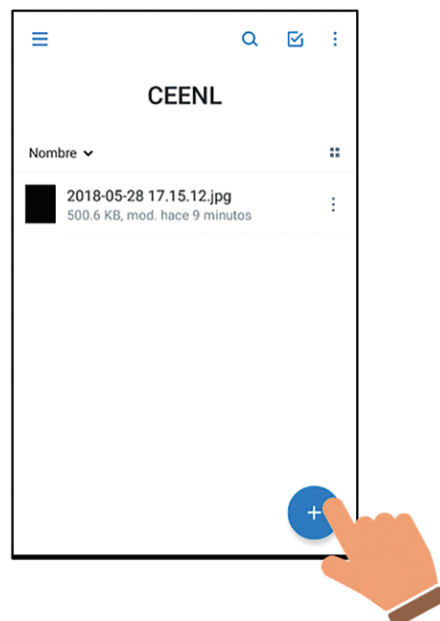 CEENL
Nombre
2018-05-28 17.15.12.jpg
500.6 KB, mod. hace 9 minutos
+